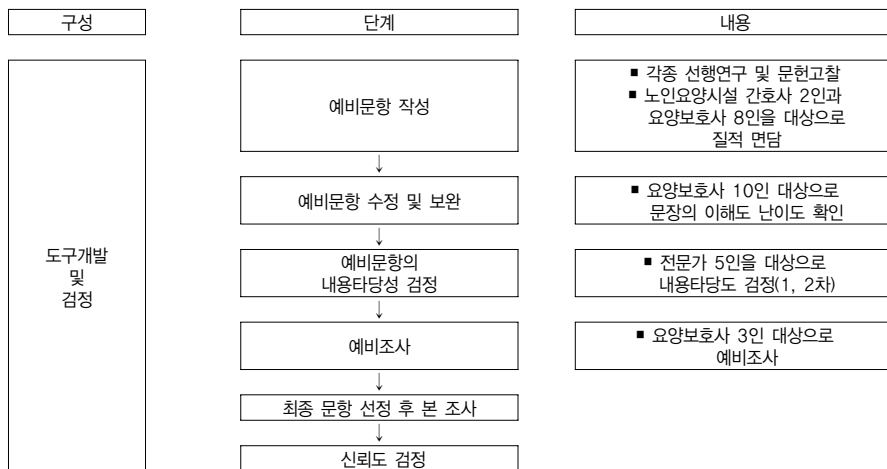 구성
단계
내용
도구개발
및
검정
예비문항 작성
■ 각종 선행연구 및 문헌고찰
■ 노인요양시설 간호사 2인과
요양보호사 8인을 대상으로
질적 면담
↓
예비문항 수정 및 보완
■ 요양보호사 10인 대상으로
문장의 이해도 난이도 확인
↓
예비문항의
내용타당성 검정
■ 전문가 5인을 대상으로
내용타당도 검정(1, 2차)
↓
예비조사
■ 요양보호사 3인 대상으로
예비조사
↓
최종 문항 선정 후 본 조사
↓
신뢰도 검정